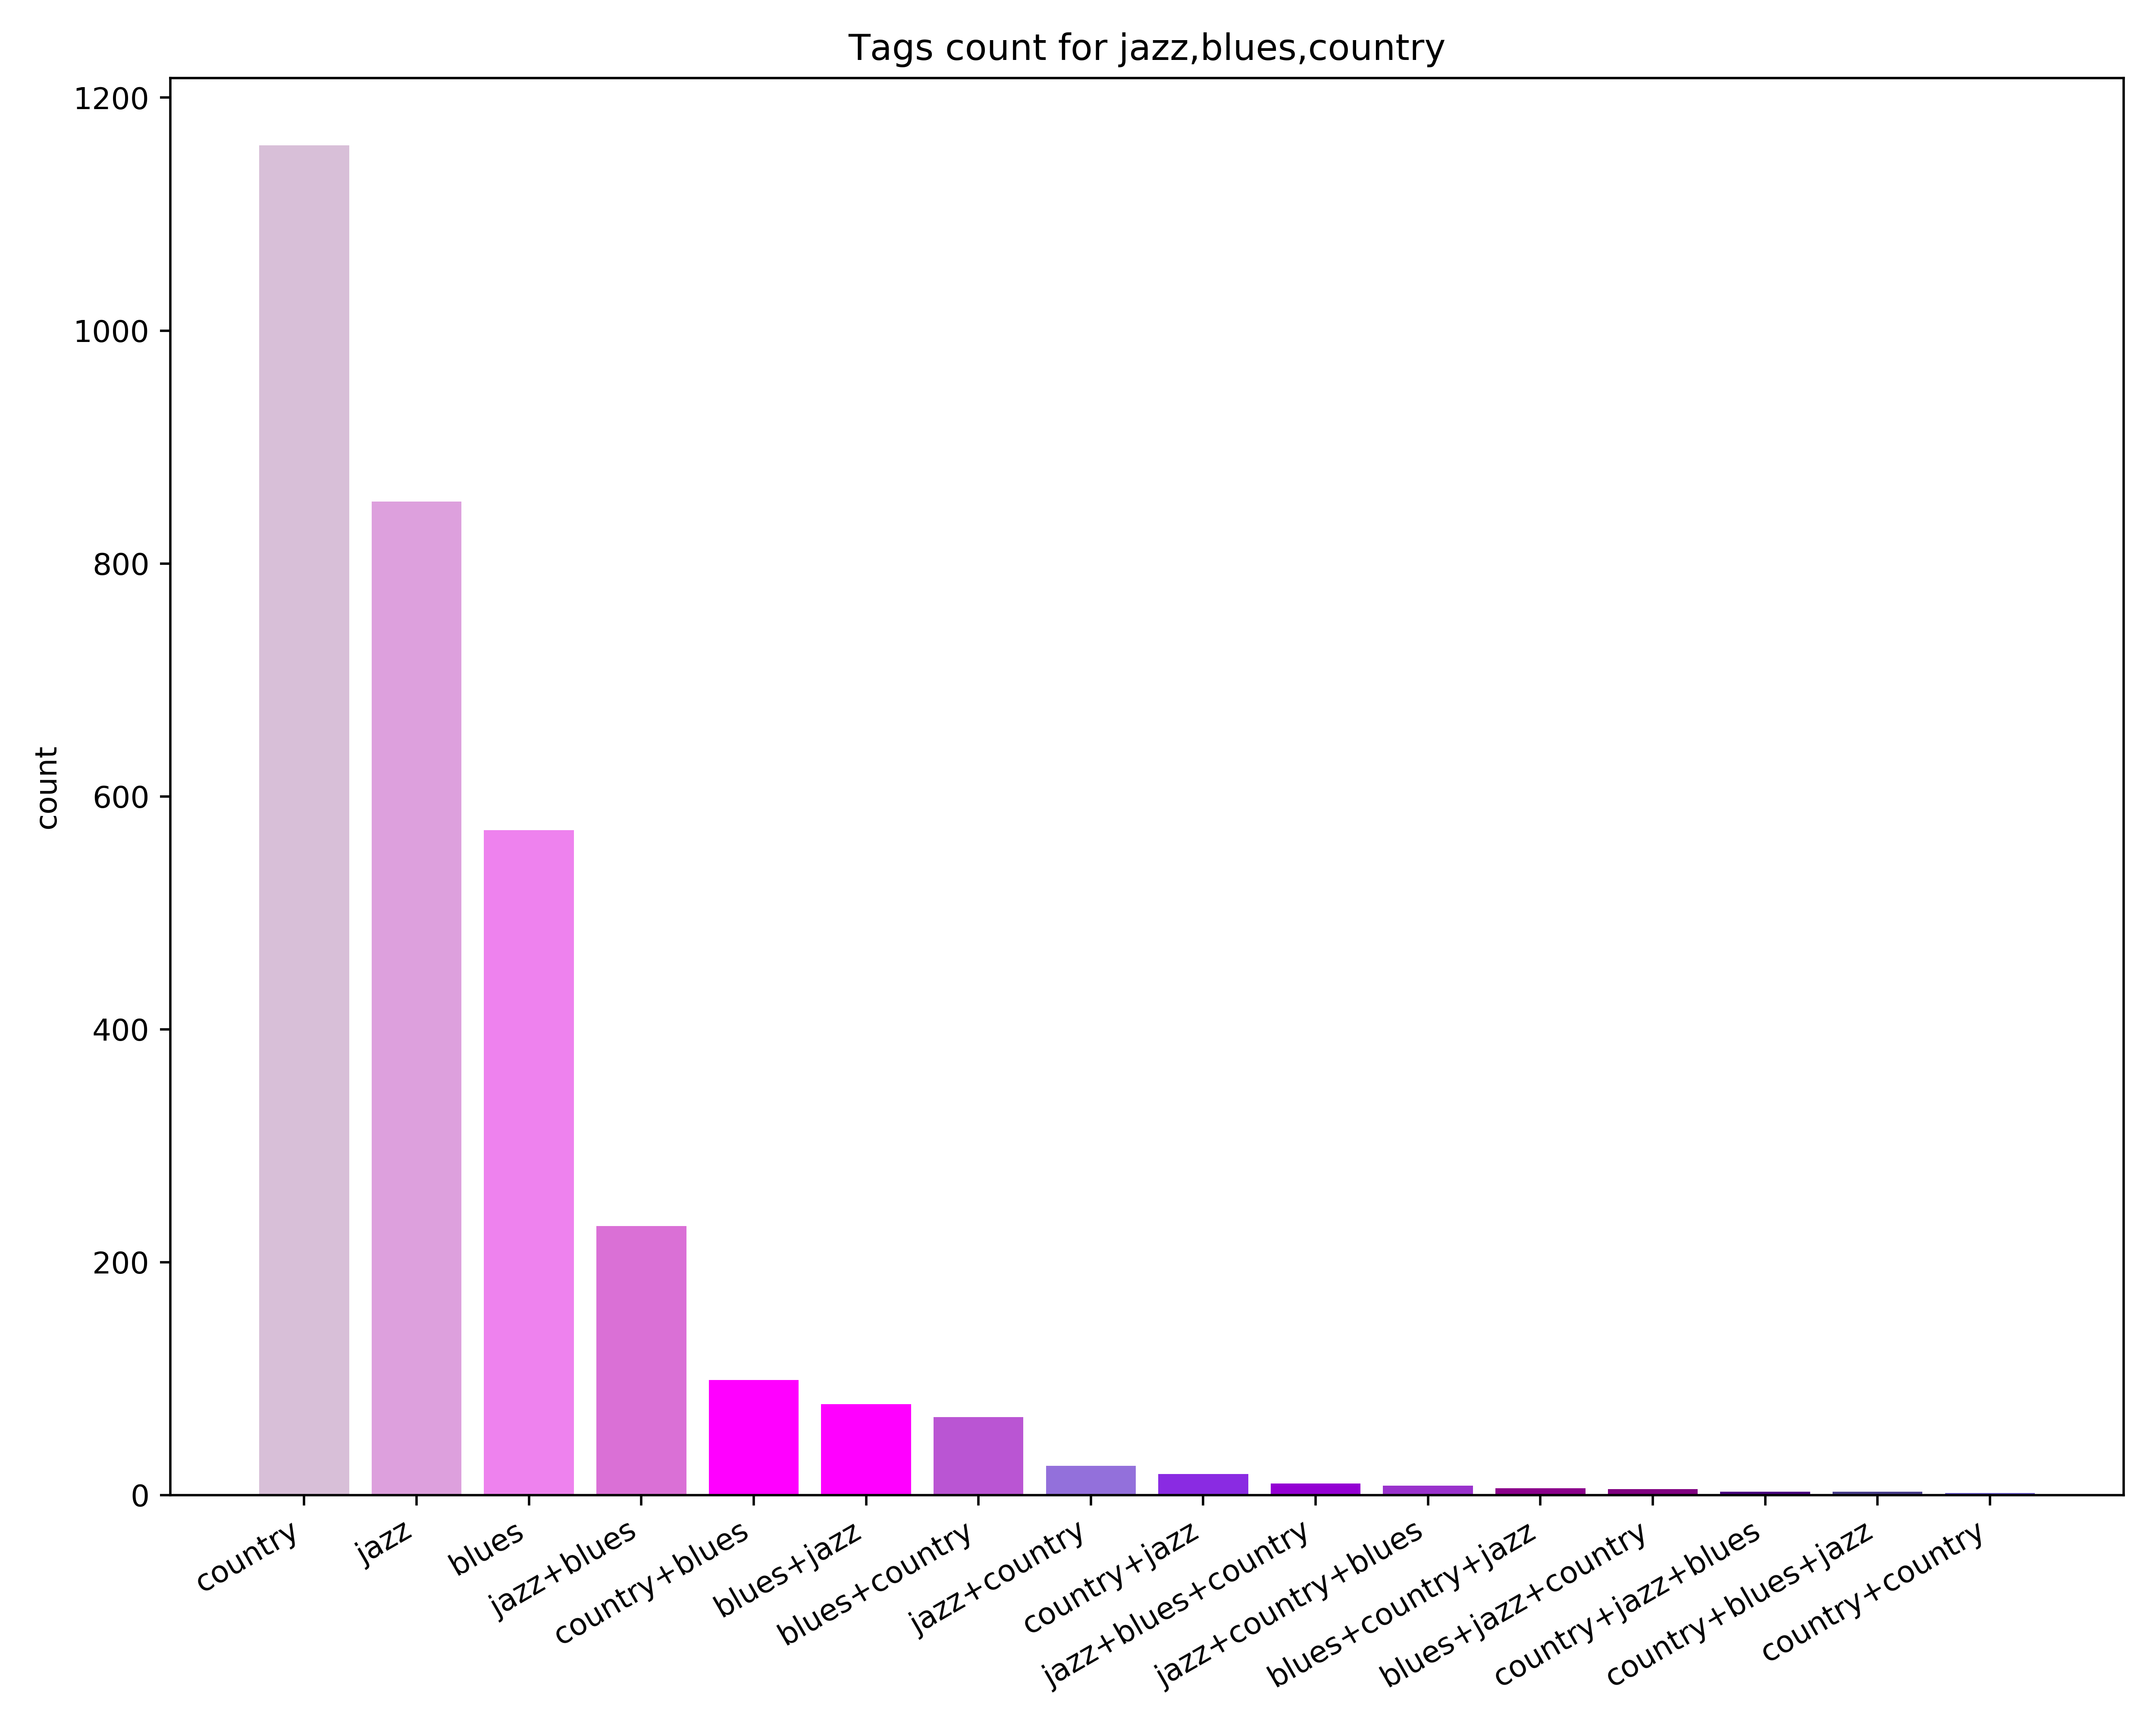 Tags count for jazz,blues,country
count
1200
1000
800
600
400
200
0
country
jazz
blues
jazz+blues
country+blues
blues+jazz
blues+country
jazz+country
country+jazz
jazz+blues+country
jazz+country+blues
blues+country+jazz
blues+jazz+country
country+jazz+blues
country+blues+jazz
country+country